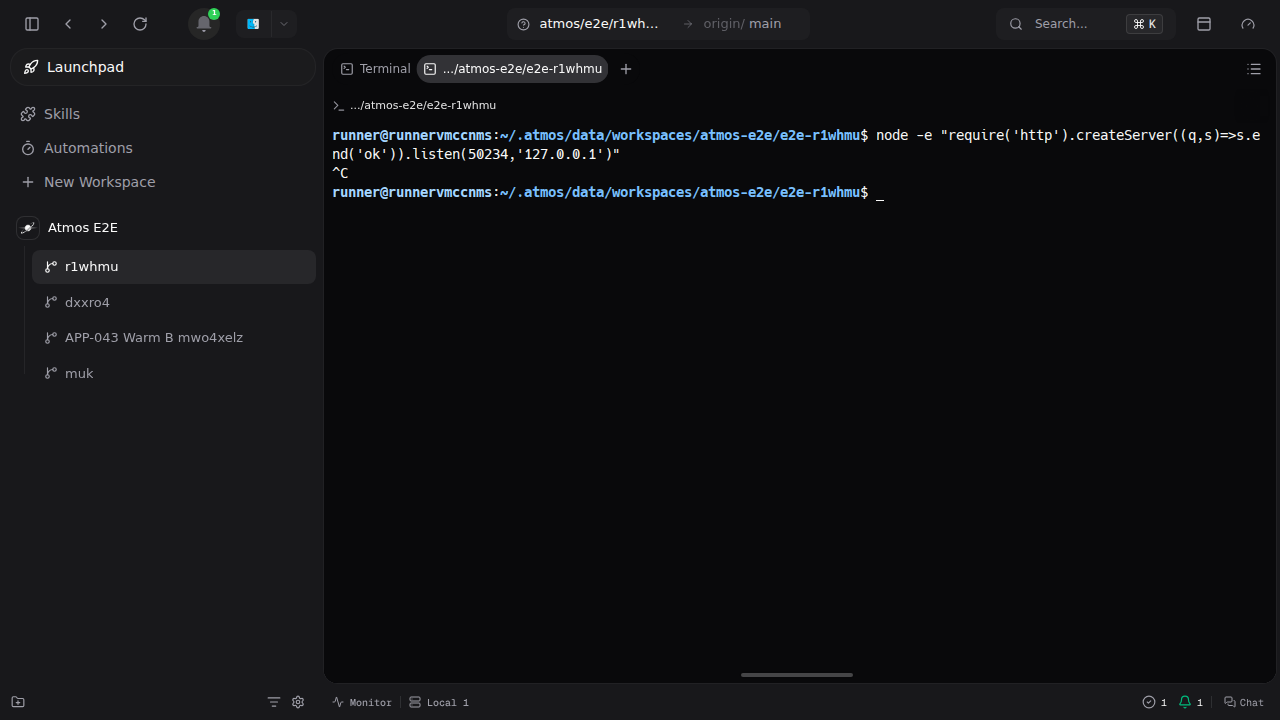 1
atmos/e2e/r1wh... → origin/ main
Search... ⌘ K
Launchpad
Skills
Automations
New Workspace
Atmos E2E
r1whmu
dxxro4
APP-043 Warm B mwo4xelz
muk
Terminal
.../atmos-e2e/e2e-r1whmu
.../atmos-e2e/e2e-r1whmu
runner@runnervmccnms:~/.atmos/data/workspaces/atmos-e2e/e2e-r1whmu$ node -e "require('http').createServer((q,s)=>s.e
nd('ok')).listen(50234,'127.0.0.1')"
^C
runner@runnervmccnms:~/.atmos/data/workspaces/atmos-e2e/e2e-r1whmu$ _
Monitor
Local 1
1
1
Chat